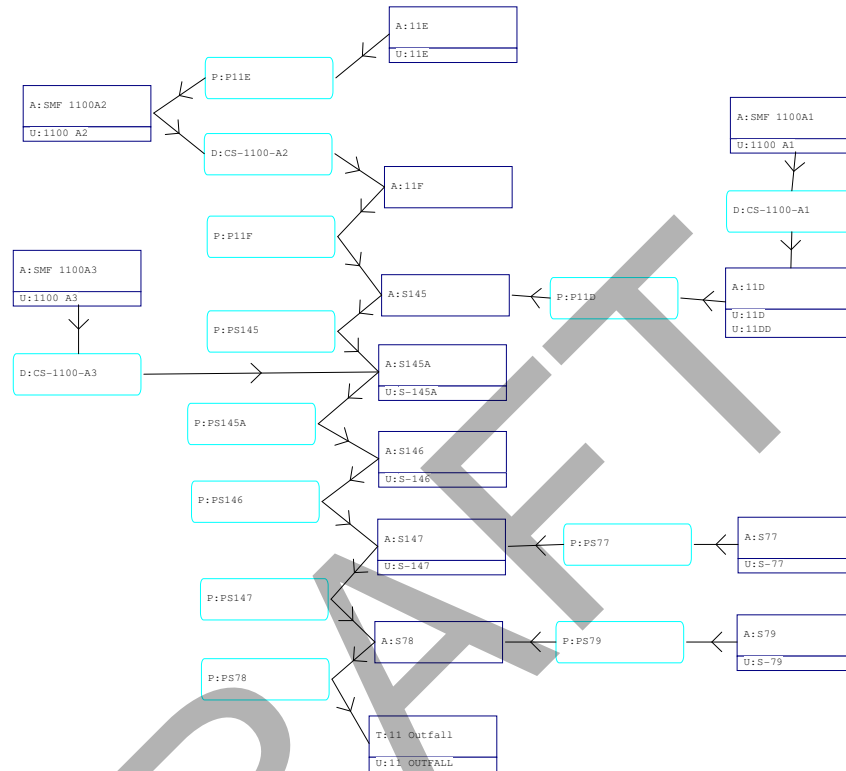 A:11E
U:11E
P:P11E
A:SMF 1100A2
U:1100 A2
A:SMF 1100A1
U:1100 A1
D:CS-1100-A2
A:11F
D:CS-1100-A1
P:P11F
A:SMF 1100A3
U:1100 A3
A:S145
P:P11D
A:11D
U:11D
U:11DD
P:PS145
D:CS-1100-A3
A:S145A
U:S-145A
P:PS145A
A:S146
U:S-146
P:PS146
A:S147
U:S-147
P:PS77
A:S77
U:S-77
P:PS147
A:S78
P:PS79
A:S79
U:S-79
P:PS78
T:11 Outfall
U:11 OUTFALL
RAFT